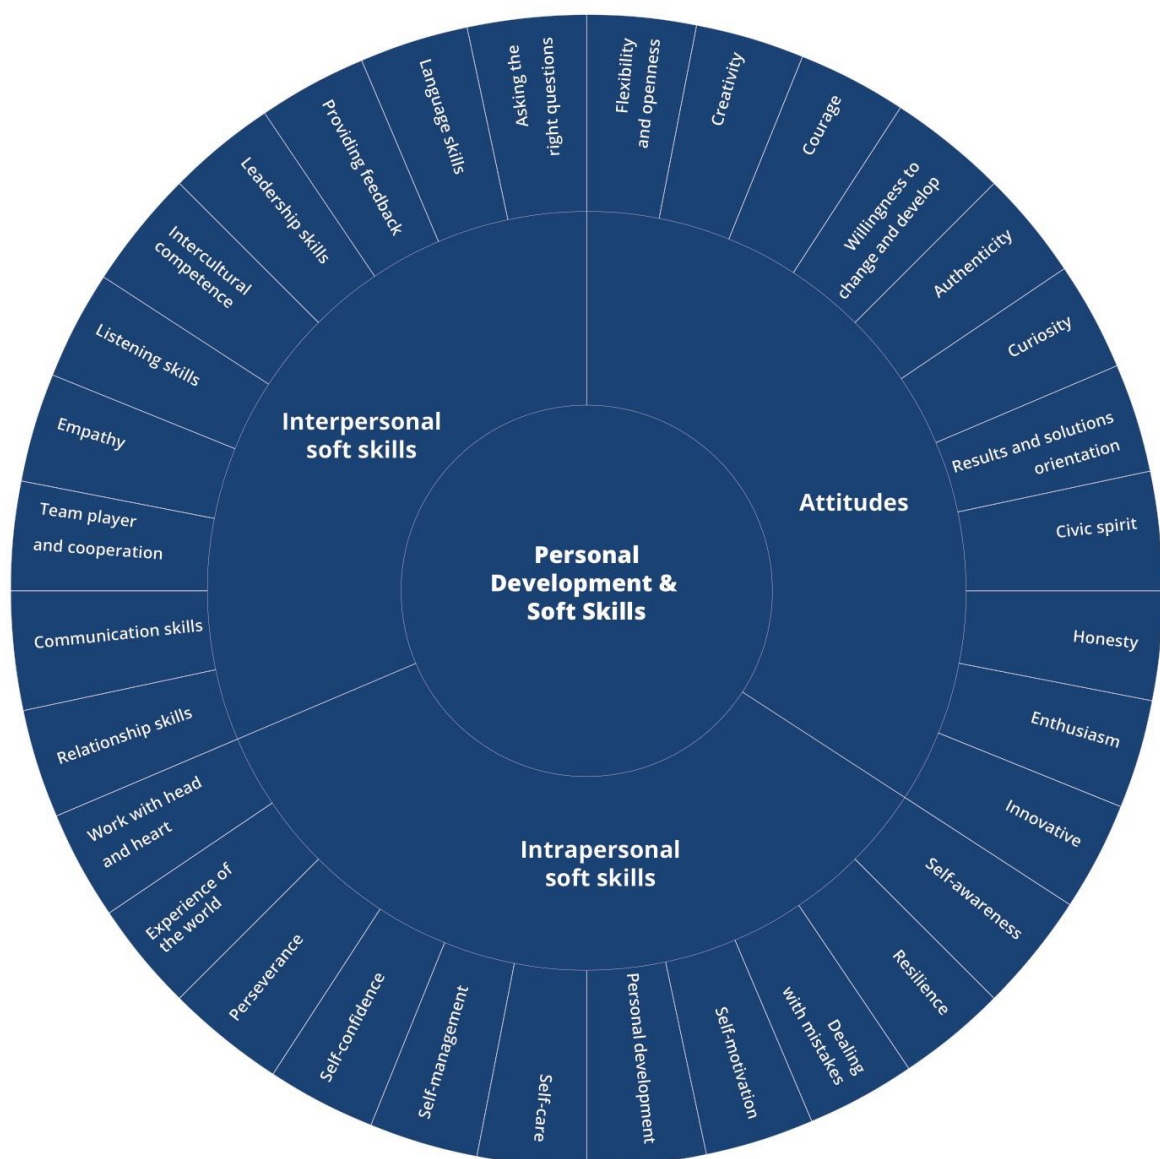 Personal
Development &
Soft Skills
Attitudes
Flexibility
and openness
Creativity
Courage
Willingness to
change and develop
Authenticity
Curiosity
Results and solutions
orientation
Civic spirit
Honesty
Enthusiasm
Innovative
Intrapersonal
soft skills
Self-awareness
Resilience
Dealing
with mistakes
Self-motivation
Personal development
Self-care
Self-management
Self-confidence
Perseverance
Experience of
the world
Work with head
and heart
Interpersonal
soft skills
Relationship skills
Communication skills
Team player
and cooperation
Empathy
Listening skills
Intercultural
competence
Leadership skills
Providing feedback
Language skills
Asking the
right questions